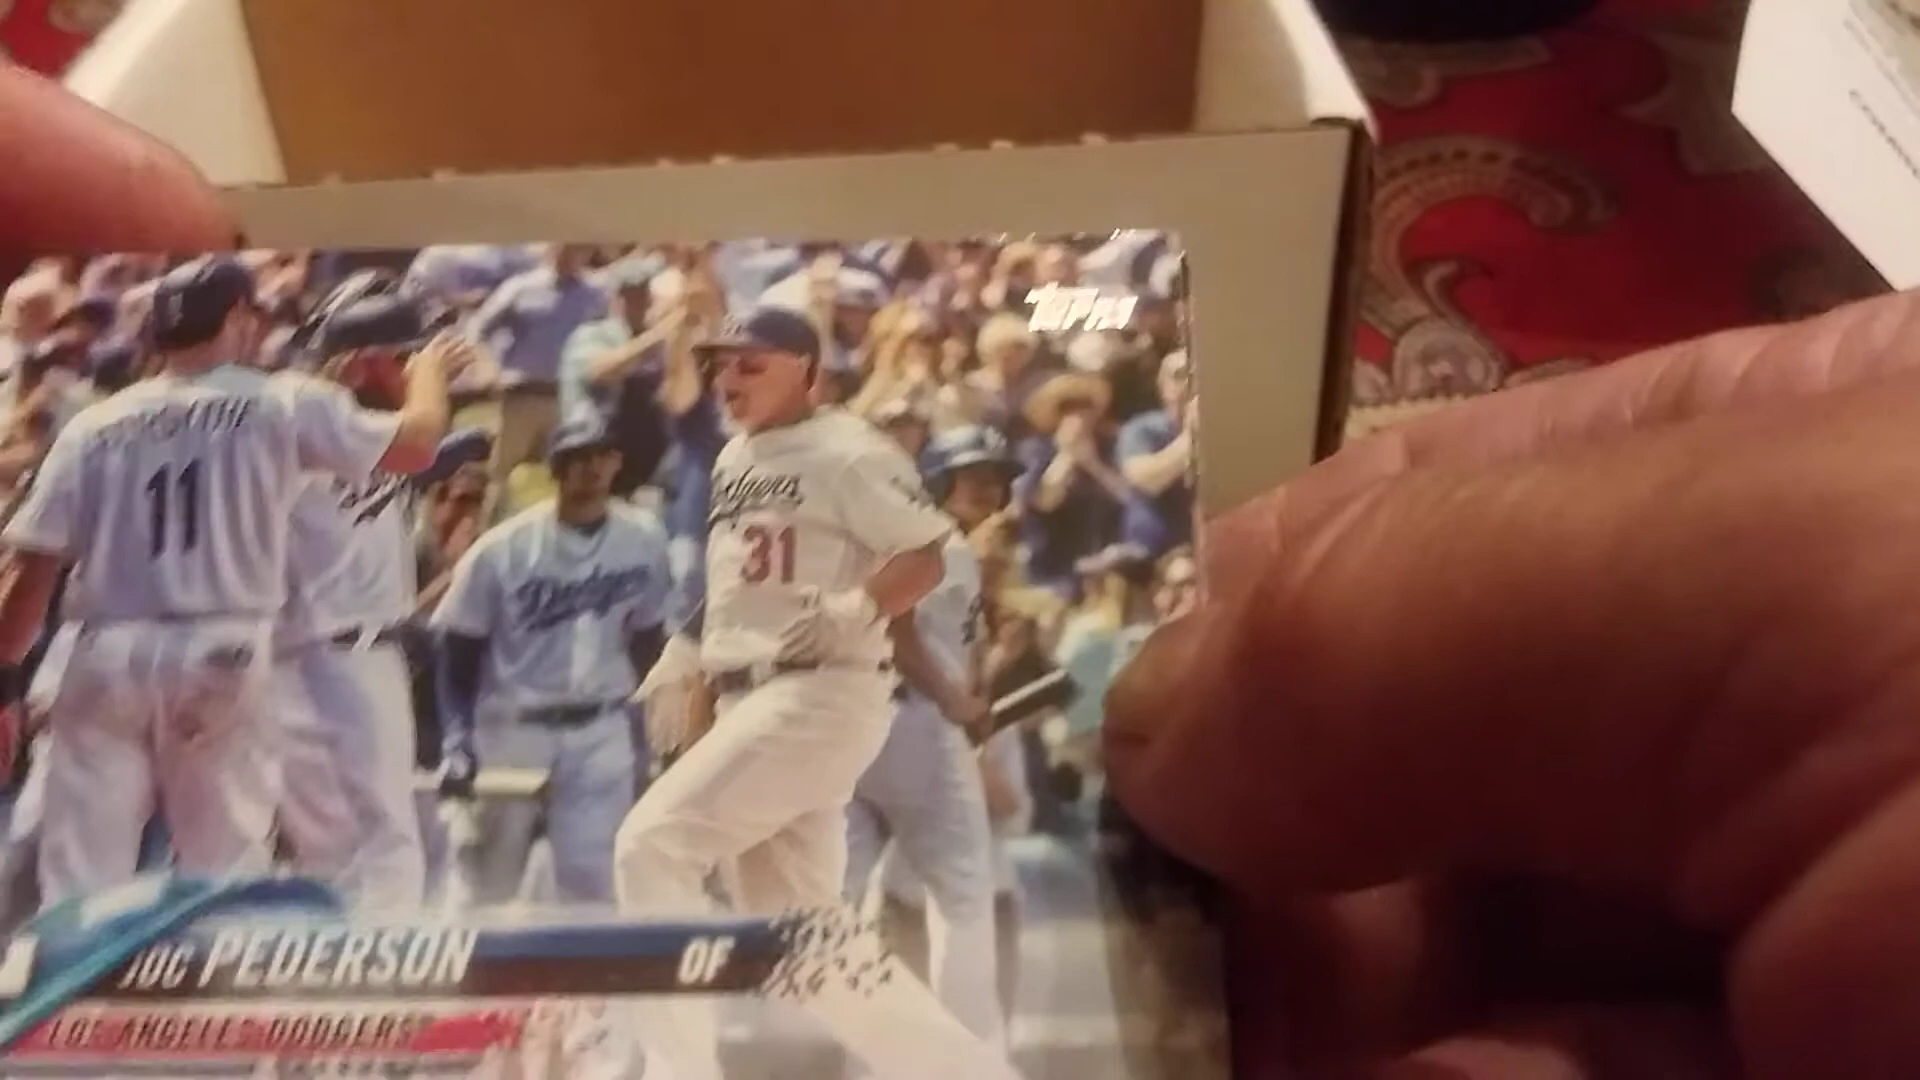 TOPPS
11
Dodgers
Dodgers
31
JOC PEDERSON OF
LOS ANGELES DODGERS